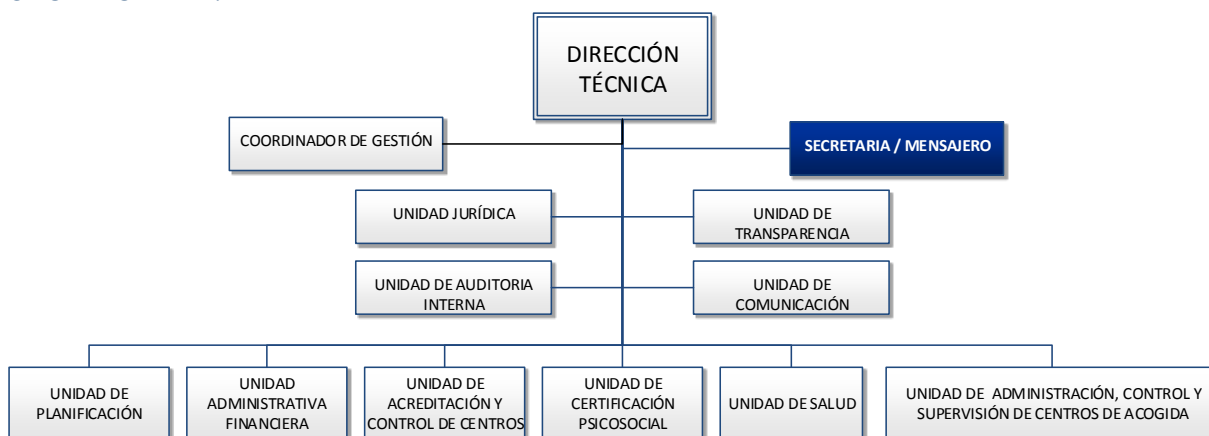 DIRECCIÓN
TÉCNICA
COORDINADOR DE GESTIÓN
SECRETARIA / MENSAJERO
UNIDAD JURÍDICA
UNIDAD DE
TRANSPARENCIA
UNIDAD DE AUDITORIA
INTERNA
UNIDAD DE
COMUNICACIÓN
UNIDAD DE
PLANIFICACIÓN
UNIDAD
ADMINISTRATIVA
FINANCIERA
UNIDAD DE
ACREDITACIÓN Y
CONTROL DE CENTROS
UNIDAD DE
CERTIFICACIÓN
PSICOSOCIAL
UNIDAD DE SALUD
UNIDAD DE ADMINISTRACIÓN, CONTROL Y
SUPERVISIÓN DE CENTROS DE ACOGIDA